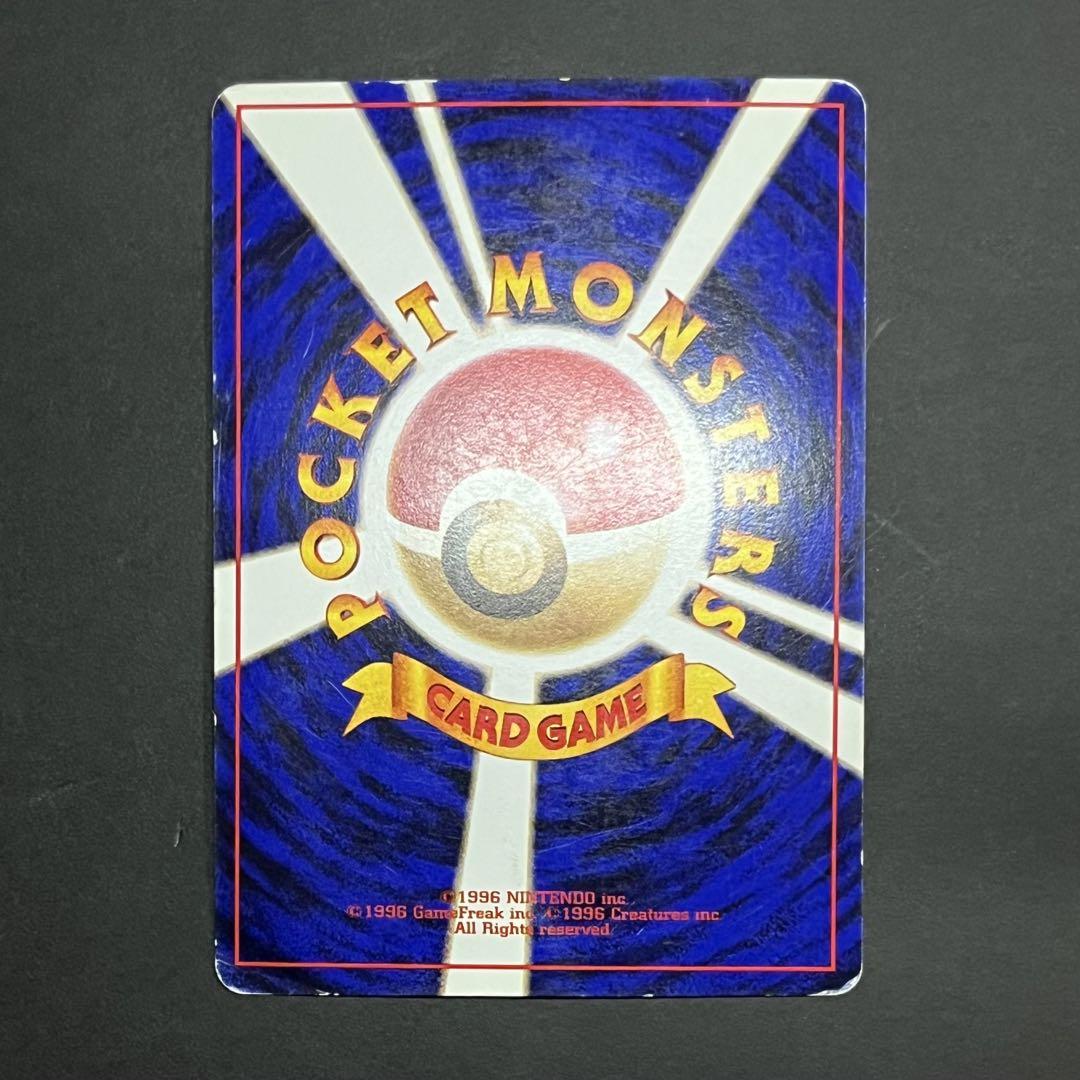 POCKET MONSTERS
CARD GAME
©1996 NINTENDO inc.
©1996 GameFreak inc. ©1996 Creatures inc.
All Rights reserved.